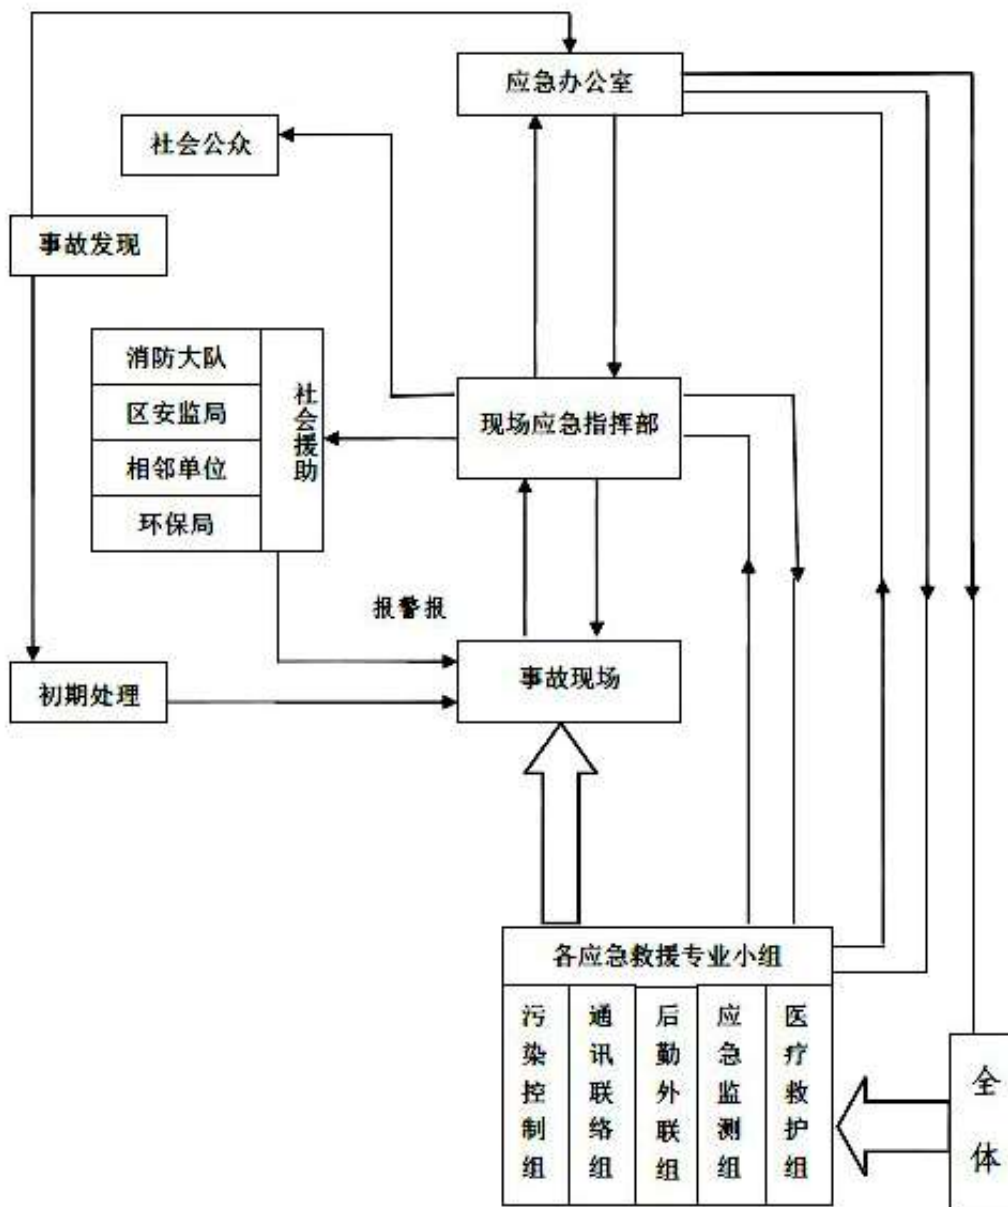 应急办公室
社会公众
事故发现
消防大队
区安监局
相邻单位
环保局
社会援助
现场应急指挥部
报警报
初期处理
事故现场
各应急救援专业小组
污染控制组
通讯联络组
后勤外联组
应急监测组
医疗救护组
全体